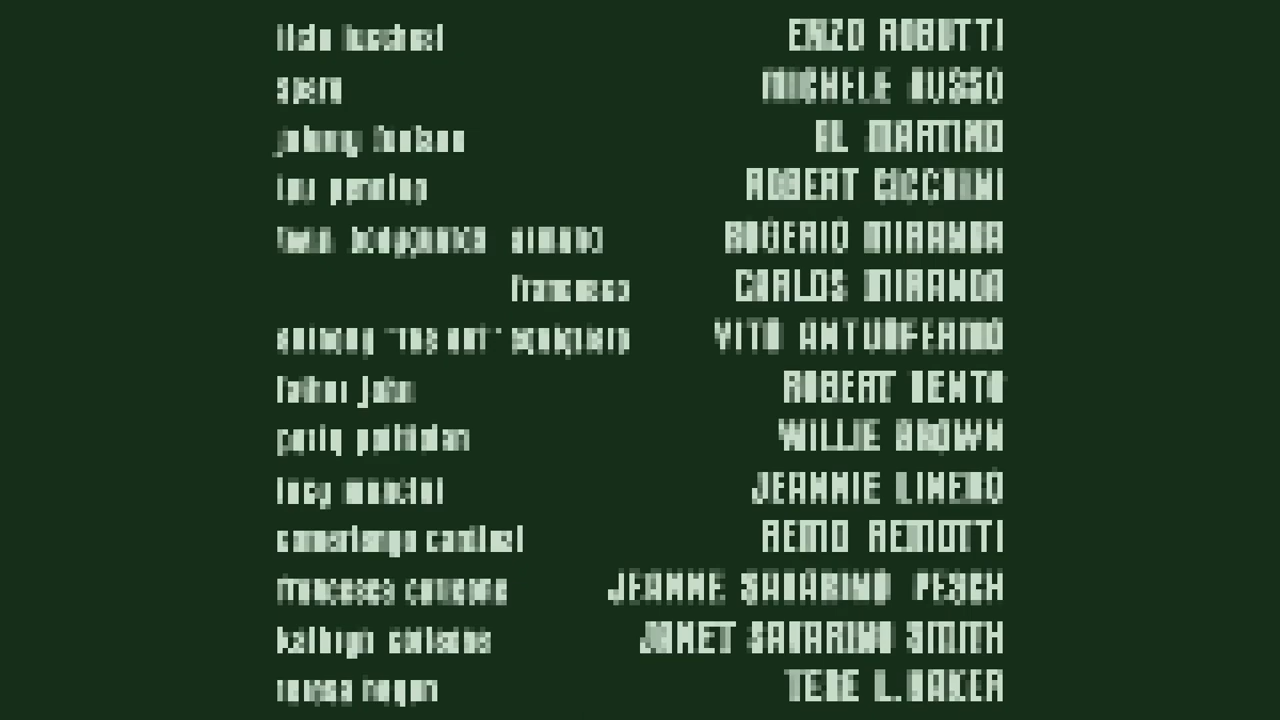 lucchesi ENZO ROBUTTI
spara MICHELE RUSSO
johnny fontane AL MARTINO
lou pennino ROBERT CICCHINI
twin bodyguards armand ROGERIO MIRANDA
francesco CARLOS MIRANDA
anthony "the ant" squigliaro VITO ANTUOFERMO
father john ROBERT VENTO
party politician WILLIE BROWN
lucy mancini JEANNIE LINERO
camerlengo cardinal REMO REMOTTI
francesca corleone JEANNE SAVARINO PESCH
kathryn corleone JANET SAVARINO SMITH
teresa hagen TERE L.BAKER